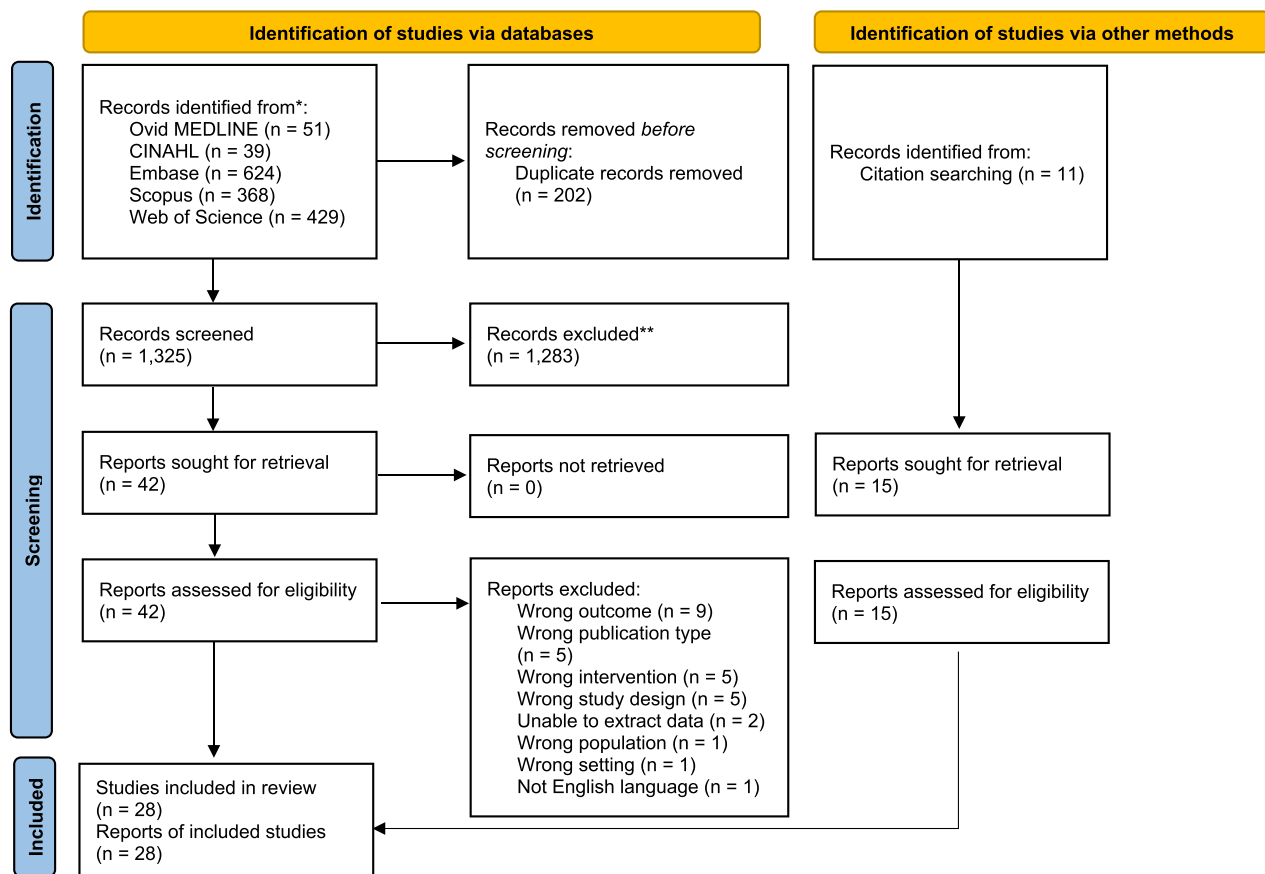 Identification of studies via databases
Identification of studies via other methods
Identification
Records identified from*:
Ovid MEDLINE (n = 51)
CINAHL (n = 39)
Embase (n = 624)
Scopus (n = 368)
Web of Science (n = 429)
Records removed before
screening:
Duplicate records removed
(n = 202)
Records identified from:
Citation searching (n = 11)
Screening
Records screened
(n = 1,325)
Records excluded**
(n = 1,283)
Reports sought for retrieval
(n = 42)
Reports not retrieved
(n = 0)
Reports sought for retrieval
(n = 15)
Reports assessed for eligibility
(n = 42)
Reports excluded:
Wrong outcome (n = 9)
Wrong publication type
(n = 5)
Wrong intervention (n = 5)
Wrong study design (n = 5)
Unable to extract data (n = 2)
Wrong population (n = 1)
Wrong setting (n = 1)
Not English language (n = 1)
Reports assessed for eligibility
(n = 15)
Included
Studies included in review
(n = 28)
Reports of included studies
(n = 28)